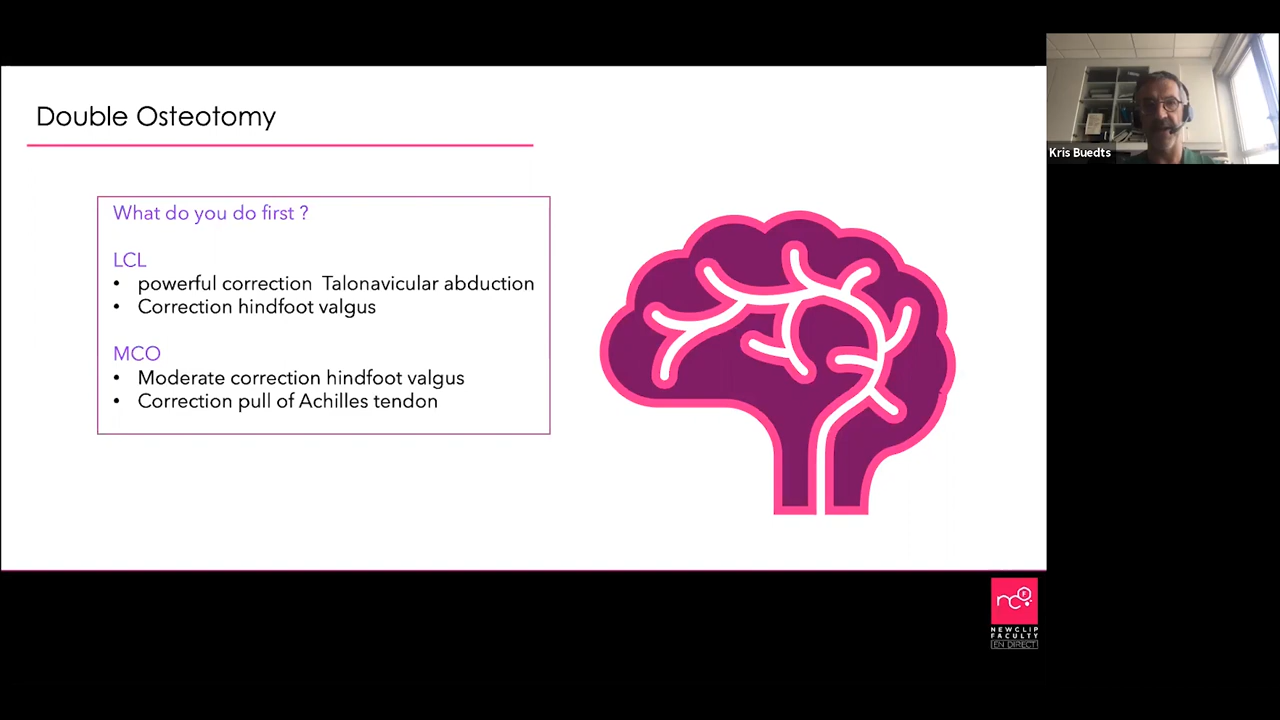 Double Osteotomy
What do you do first ?
LCL
• powerful correction Talonavicular abduction
• Correction hindfoot valgus
MCO
• Moderate correction hindfoot valgus
• Correction pull of Achilles tendon
Kris Buedts
nc F
NEWCLIP
FACULTY
EN DIRECT